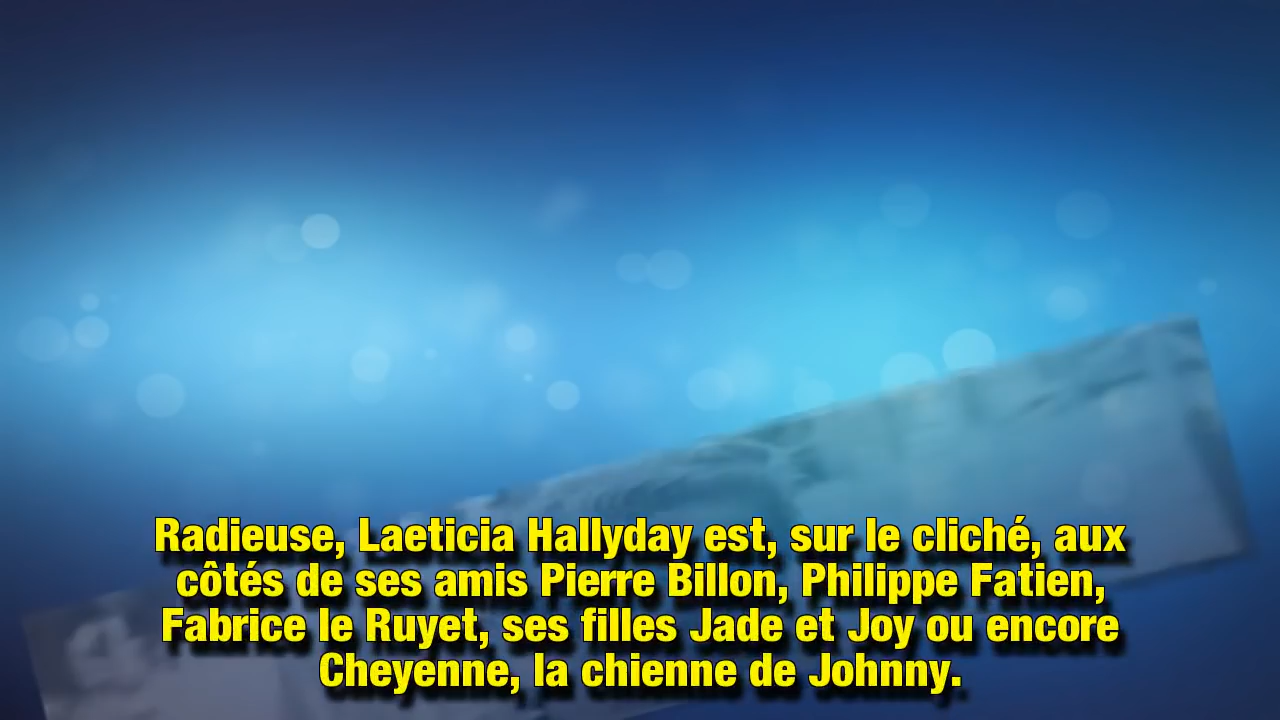 Radieuse, Laeticia Hallyday est, sur le cliché, aux
côtés de ses amis Pierre Billon, Philippe Fatien,
Fabrice le Ruyet, ses filles Jade et Joy ou encore
Cheyenne, la chienne de Johnny.